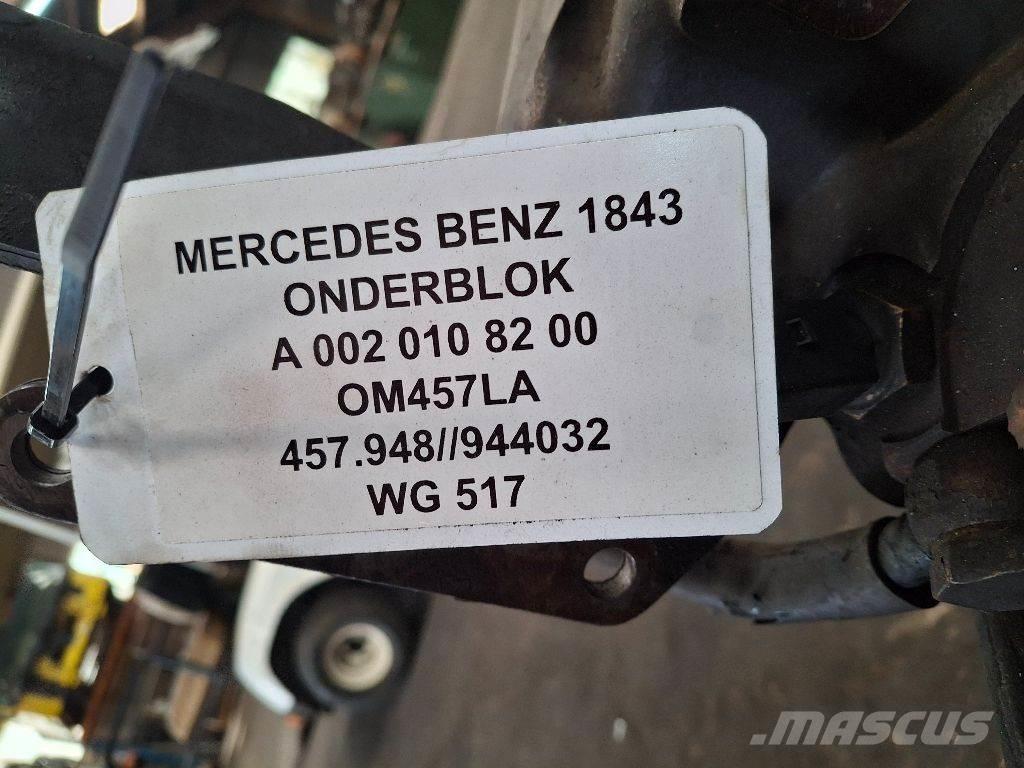 MERCEDES BENZ 1843
ONDERBLOK
A 002 010 82 00
OM457LA
457.948//944032
WG 517
.MASCUS